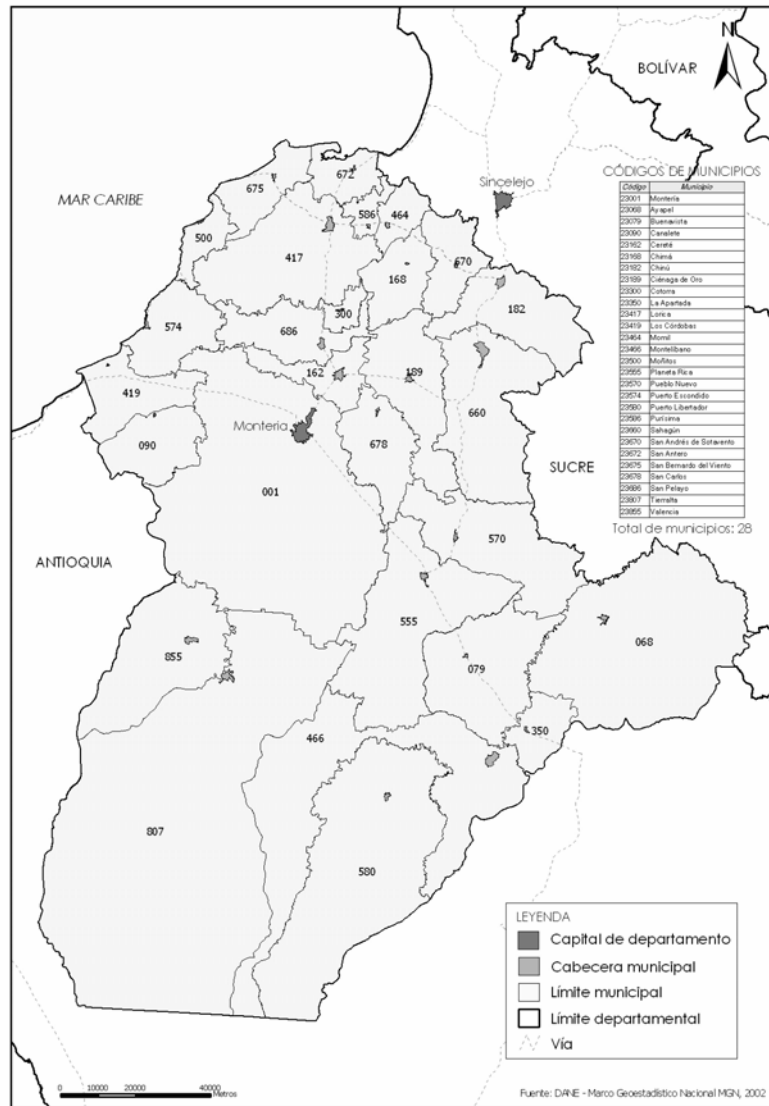 N
BOLÍVAR
CÓDIGOS DE MUNICIPIOS
Código Municipio
23001 Montería
23068 Ayapel
23079 Buenavista
23090 Canalete
23162 Cereté
23168 Chimá
23182 Chinú
23189 Ciénaga de Oro
23300 Cotorra
23350 La Apartada
23417 Lorica
23419 Los Córdobas
23464 Momil
23466 Montelíbano
23500 Moñitos
23555 Planeta Rica
23570 Pueblo Nuevo
23574 Puerto Escondido
23580 Puerto Libertador
23586 Purísima
23660 Sahagún
23670 San Andrés de Sotavento
23672 San Antero
23675 San Bernardo del Viento
23678 San Carlos
23686 San Pelayo
23807 Tierralta
23855 Valencia
Total de municipios: 28
MAR CARIBE
Sincelejo
672
675
586
464
500
417
670
168
182
300
574
686
162
189
419
660
Montería
090
678
SUCRE
001
570
ANTIOQUIA
555
068
855
079
466
350
807
580
LEYENDA
Capital de departamento
Cabecera municipal
Límite municipal
Límite departamental
Vía
0 10000 20000 40000
Metros
Fuente: DANE - Marco Geoestadístico Nacional MGN, 2002